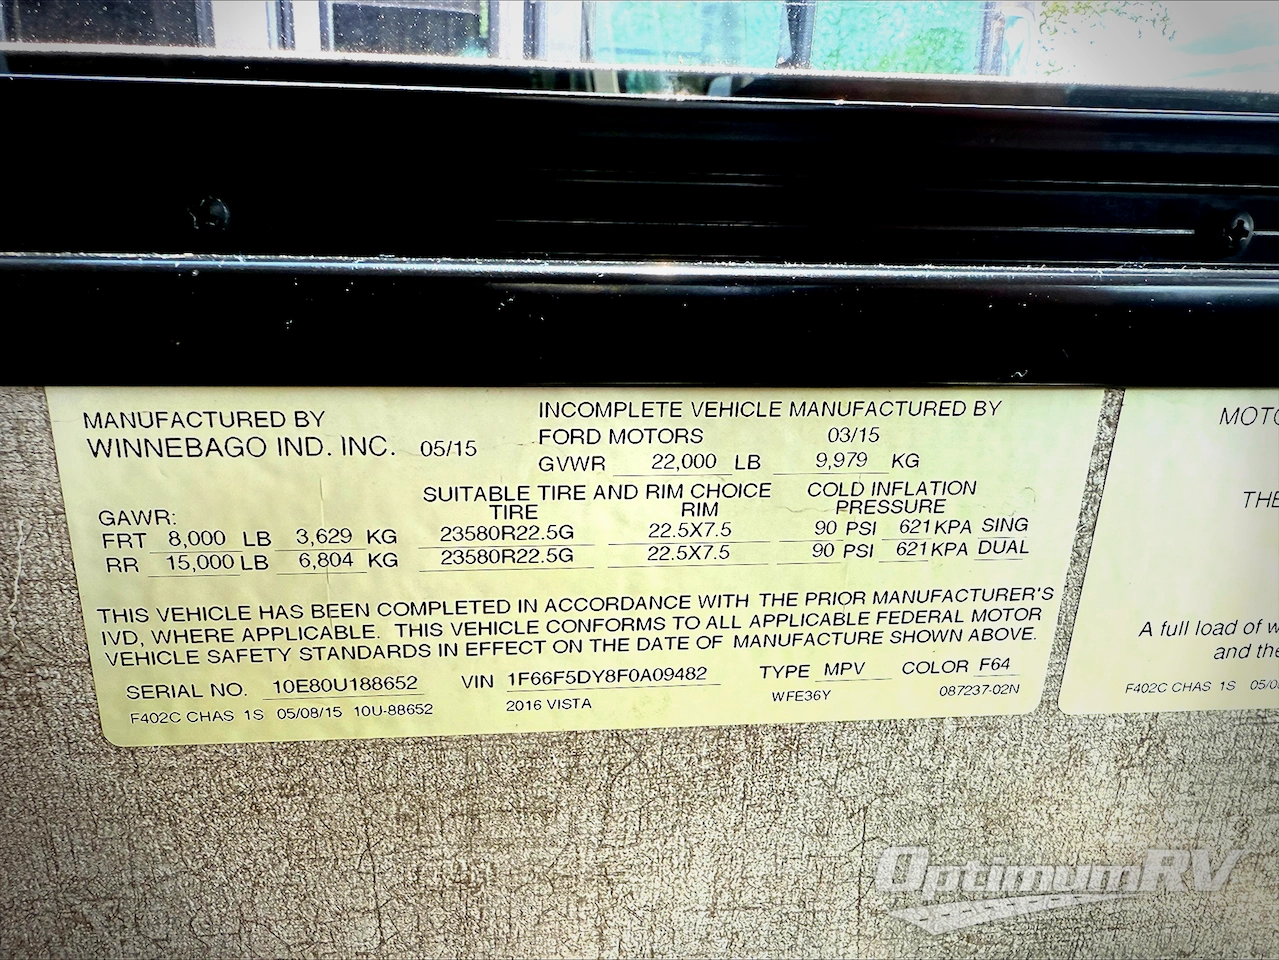 MANUFACTURED BY
WINNEBAGO IND. INC. 05/15
INCOMPLETE VEHICLE MANUFACTURED BY
FORD MOTORS 03/15
GVWR 22,000 LB 9,979 KG
SUITABLE TIRE AND RIM CHOICE COLD INFLATION
GAWR: TIRE RIM PRESSURE
FRT 8,000 LB 3,629 KG 23580R22.5G 22.5X7.5 90 PSI 621 KPA SING
RR 15,000 LB 6,804 KG 23580R22.5G 22.5X7.5 90 PSI 621 KPA DUAL
THIS VEHICLE HAS BEEN COMPLETED IN ACCORDANCE WITH THE PRIOR MANUFACTURER'S
IVD, WHERE APPLICABLE. THIS VEHICLE CONFORMS TO ALL APPLICABLE FEDERAL MOTOR
VEHICLE SAFETY STANDARDS IN EFFECT ON THE DATE OF MANUFACTURE SHOWN ABOVE.
SERIAL NO. 10E80U188652 VIN 1F66F5DY8F0A09482 TYPE MPV COLOR F64
F402C CHAS 1S 05/08/15 10U-88652 2016 VISTA WFE36Y 087237-02N
THE
A full load of
and the
F402C CHAS 1S
OptimumRV